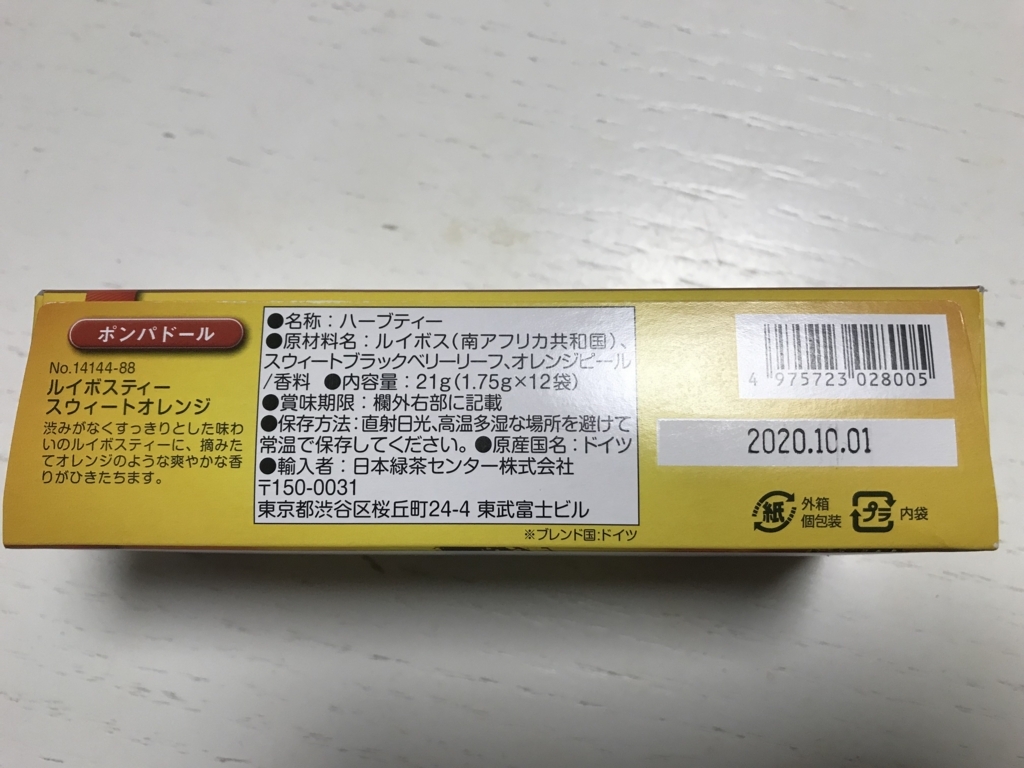 ポンパドール
No.14144-88
ルイボスティー
スウィートオレンジ
渋みがなくすっきりとした味わ
いのルイボスティーに、摘みた
てオレンジのような爽やかな香
りがひきたちます。
●名称：ハーブティー
●原材料名：ルイボス(南アフリカ共和国)、
スウィートブラックベリーリーフ、オレンジピール
/香料 ●内容量：21g(1.75g×12袋)
●賞味期限：欄外右部に記載
●保存方法：直射日光、高温多湿な場所を避けて
常温で保存してください。●原産国名：ドイツ
●輸入者：日本緑茶センター株式会社
〒150-0031
東京都渋谷区桜丘町24-4 東武富士ビル
※ブレンド国：ドイツ
4 975723 028005
2020.10.01
紙 外箱 個包装
プラ 内袋